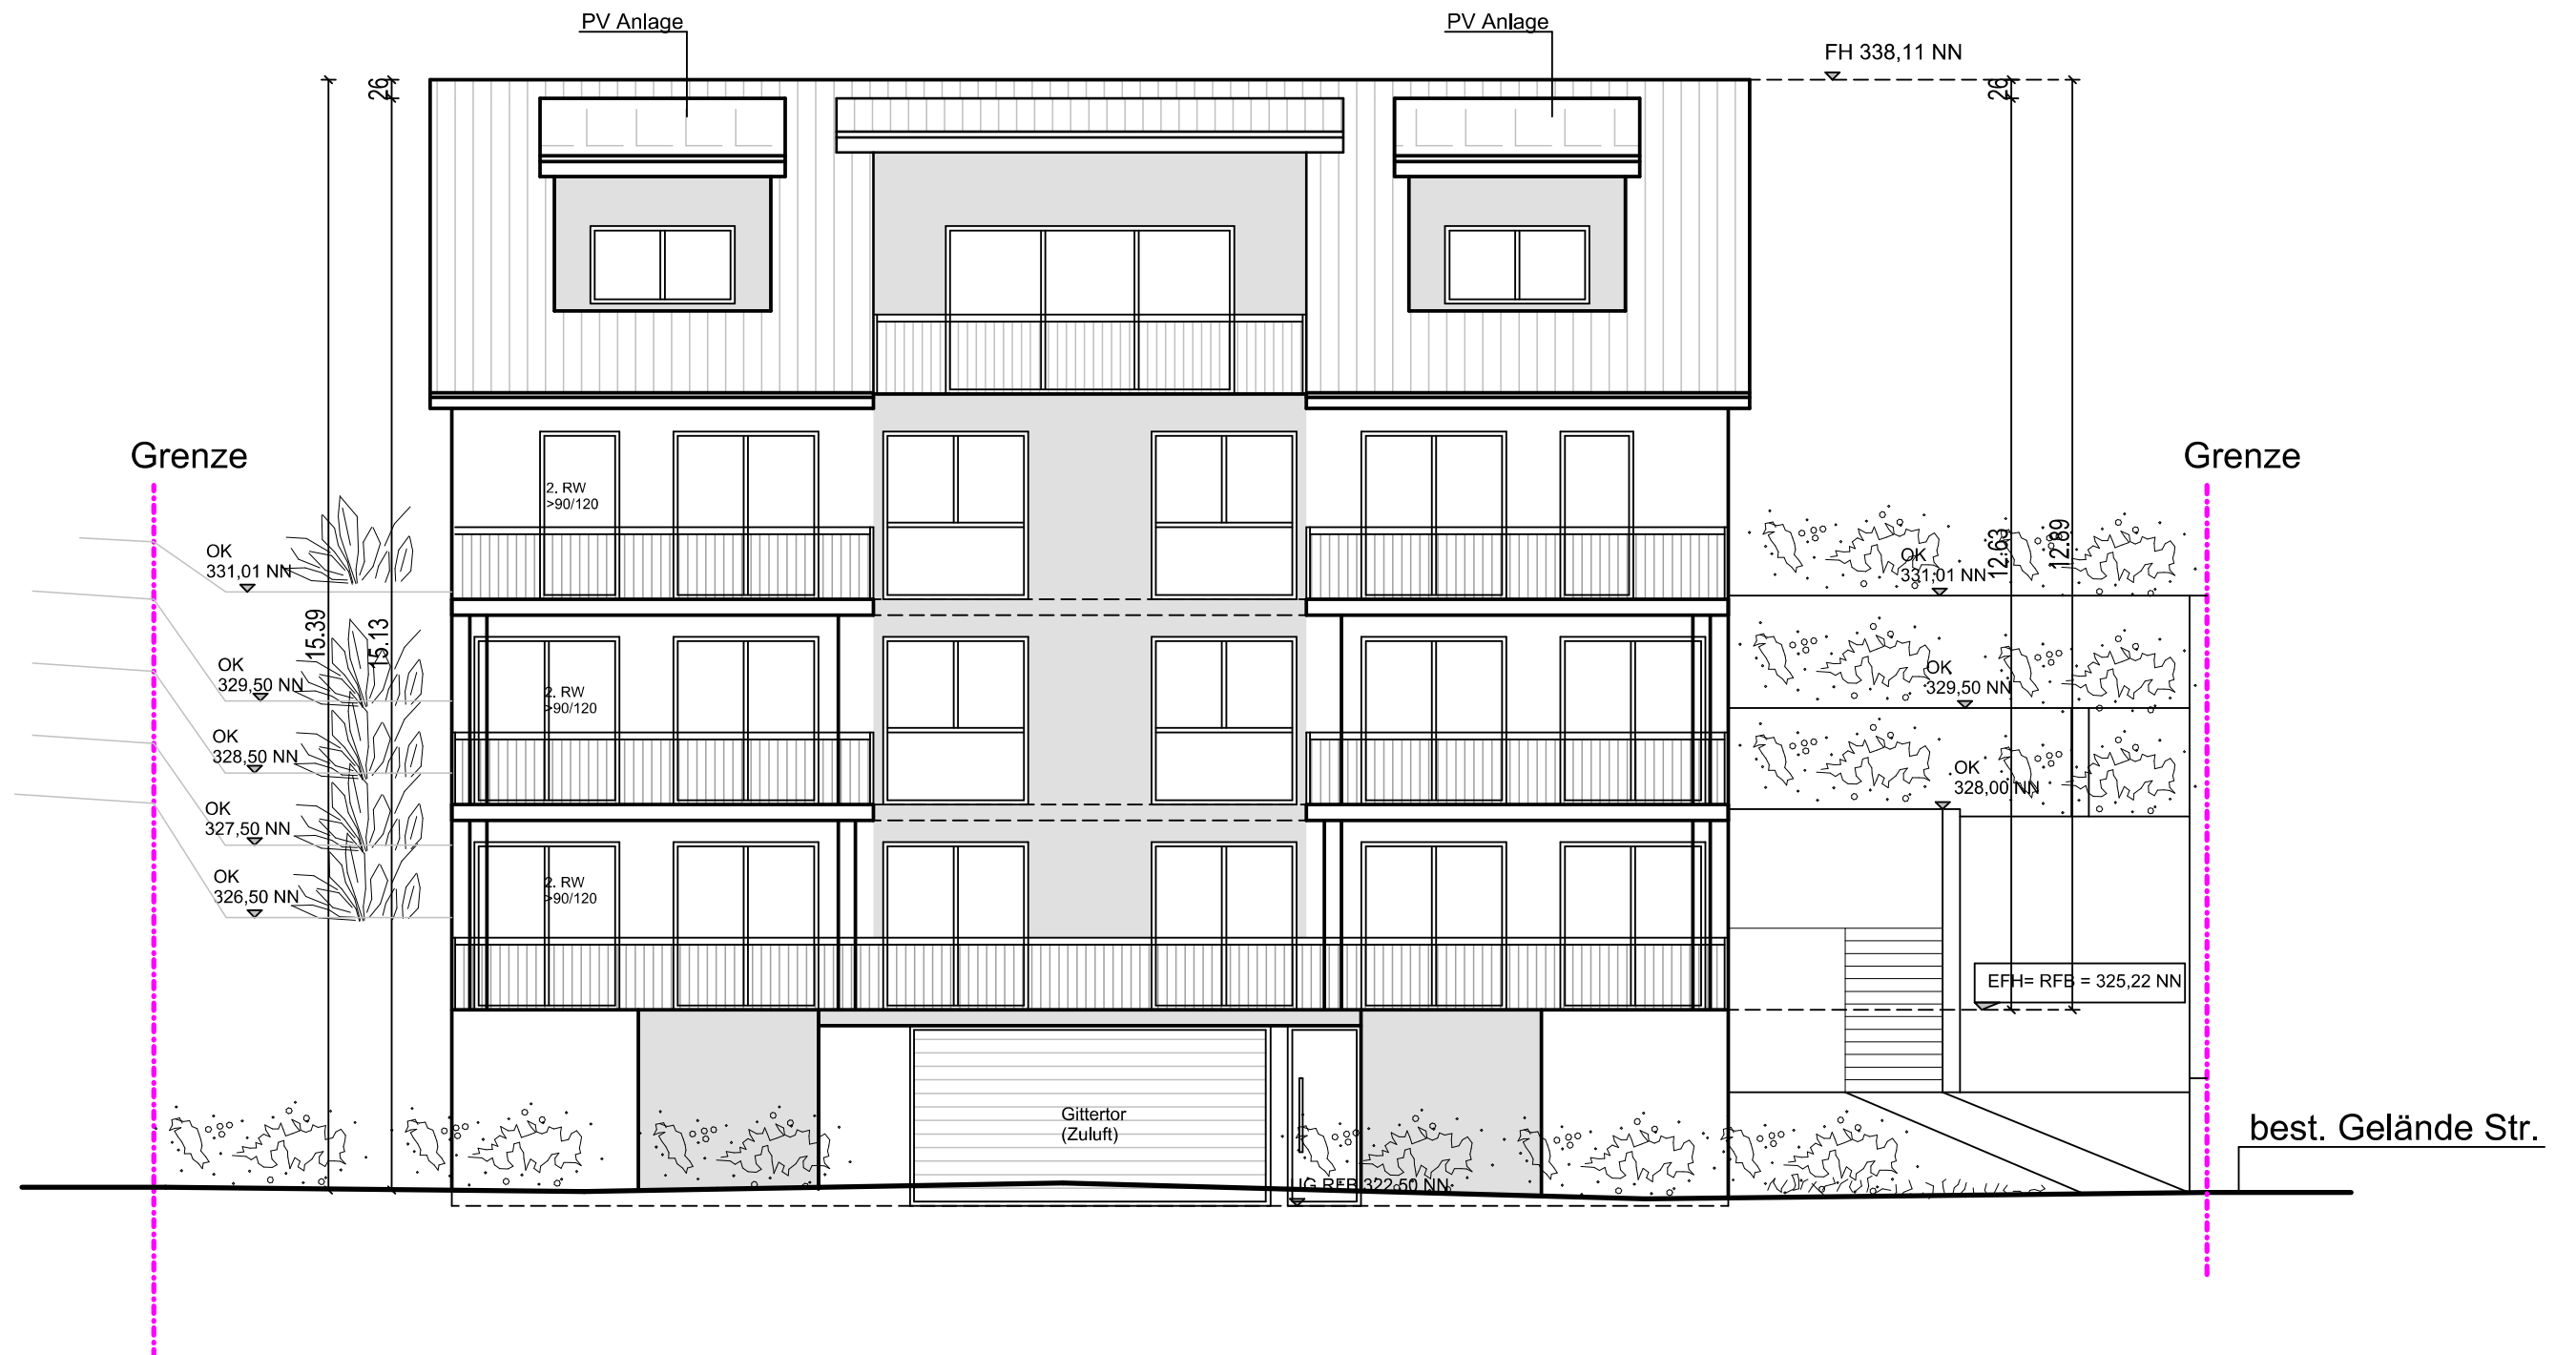 PV Anlage
PV Anlage
FH 338,11 NN
26
26
Grenze
Grenze
2. RW
>90/120
OK
331,01 NN
OK
331,01 NN
12.63
12.89
15.39
15.13
OK
329,50 NN
OK
329,50 NN
2. RW
>90/120
OK
328,50 NN
OK
328,00 NN
OK
327,50 NN
OK
326,50 NN
2. RW
>90/120
EFH= RFB = 325,22 NN
Gittertor
(Zuluft)
best. Gelände Str.
UG RFB 322,50 NN